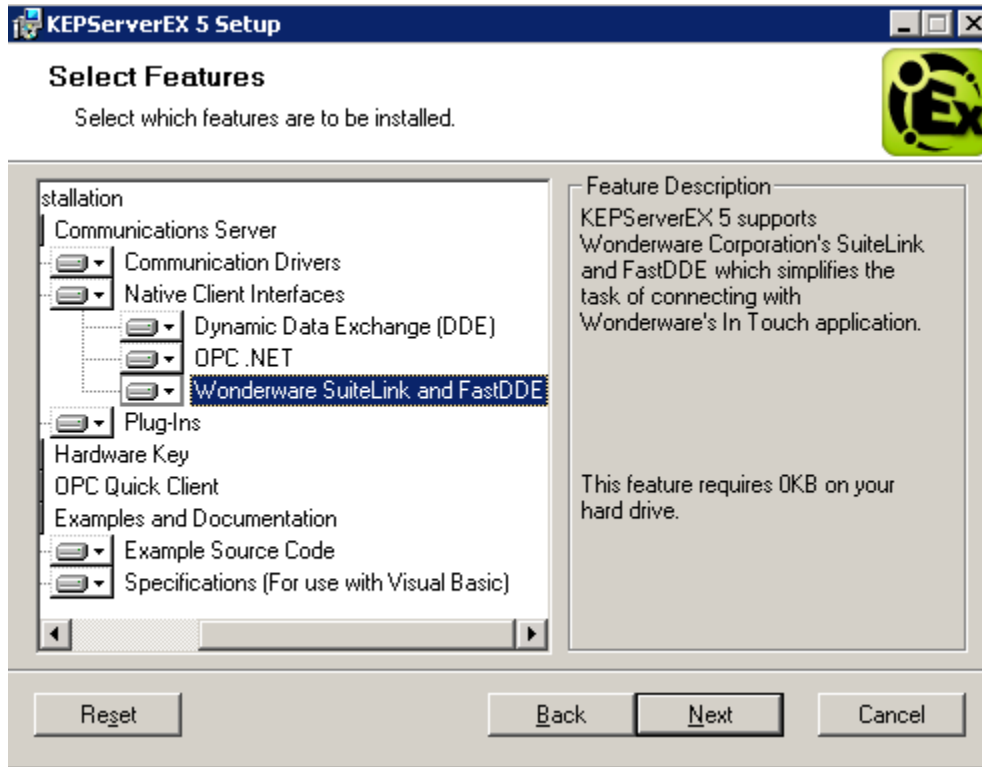 KEPServerEX 5 Setup
Select Features
Select which features are to be installed.
Ex
stallation
Communications Server
Communication Drivers
Native Client Interfaces
Dynamic Data Exchange (DDE)
OPC .NET
Wonderware SuiteLink and FastDDE
Plug-Ins
Hardware Key
OPC Quick Client
Examples and Documentation
Example Source Code
Specifications (For use with Visual Basic)
Feature Description
KEPServerEX 5 supports
Wonderware Corporation's SuiteLink
and FastDDE which simplifies the
task of connecting with
Wonderware's In Touch application.
This feature requires 0KB on your
hard drive.
Reset
Back
Next
Cancel